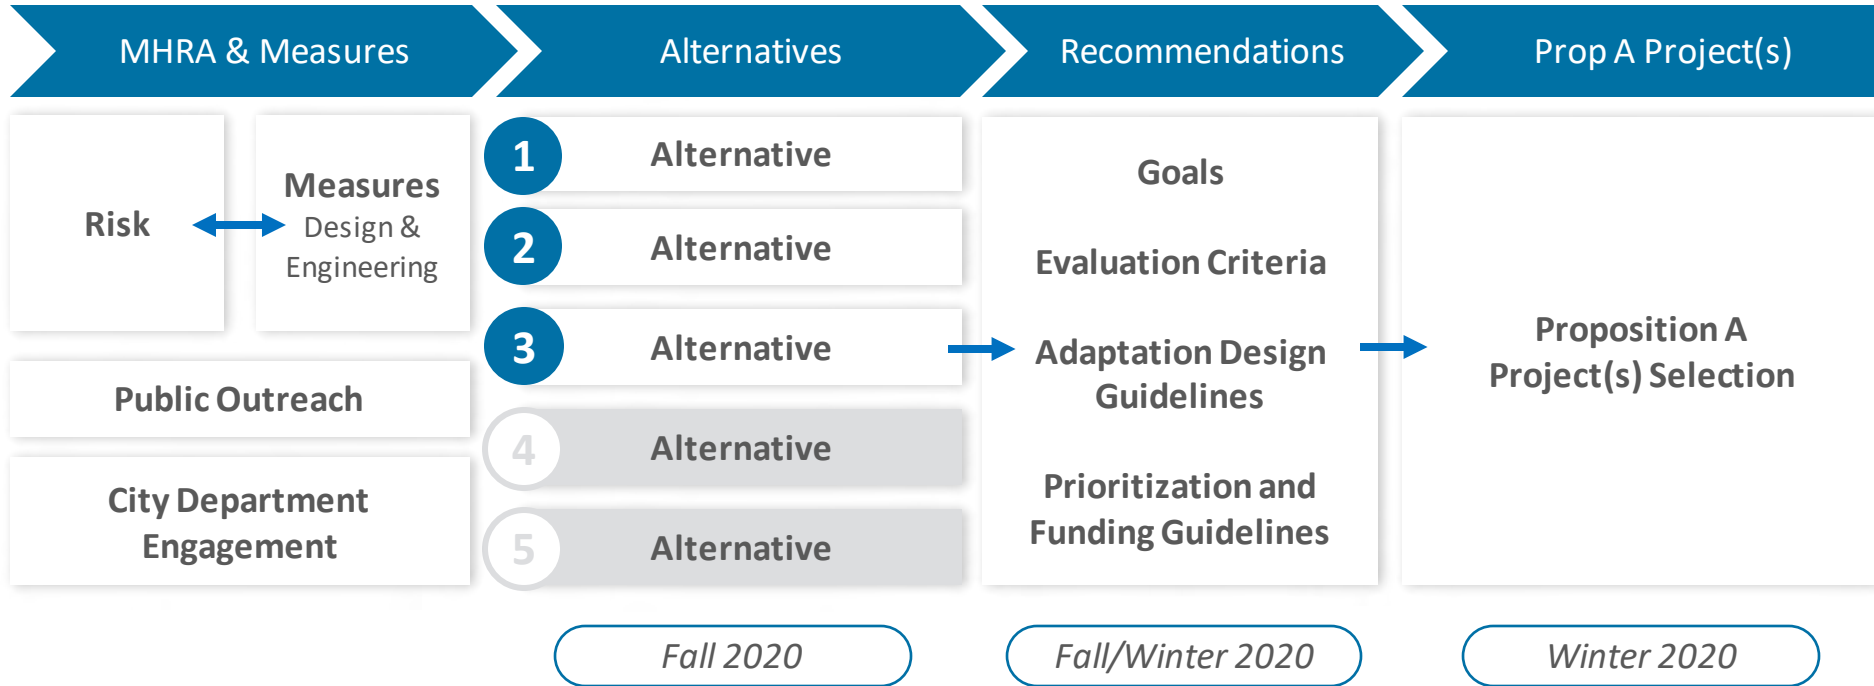 MHRA & Measures
Alternatives
Recommendations
Prop A Project(s)
Risk
Measures
Design &
Engineering
Public Outreach
City Department
Engagement
1
Alternative
2
Alternative
3
Alternative
4
Alternative
5
Alternative
Goals
Evaluation Criteria
Adaptation Design
Guidelines
Prioritization and
Funding Guidelines
Proposition A
Project(s) Selection
Fall 2020
Fall/Winter 2020
Winter 2020